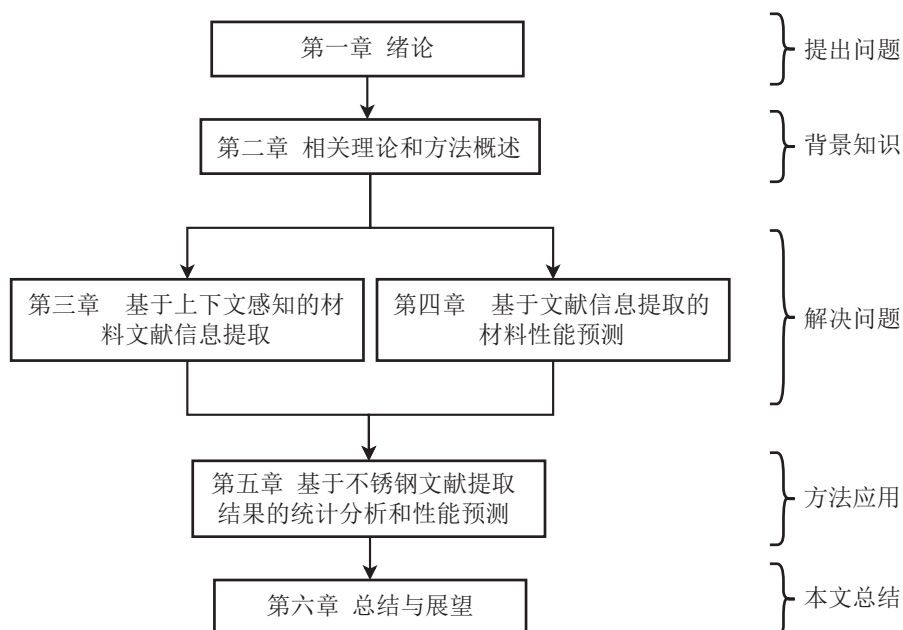 第一章 绪论
提出问题
第二章 相关理论和方法概述
背景知识
第三章 基于上下文感知的材
料文献信息提取
第四章 基于文献信息提取的
材料性能预测
解决问题
第五章 基于不锈钢文献提取
结果的统计分析和性能预测
方法应用
第六章 总结与展望
本文总结